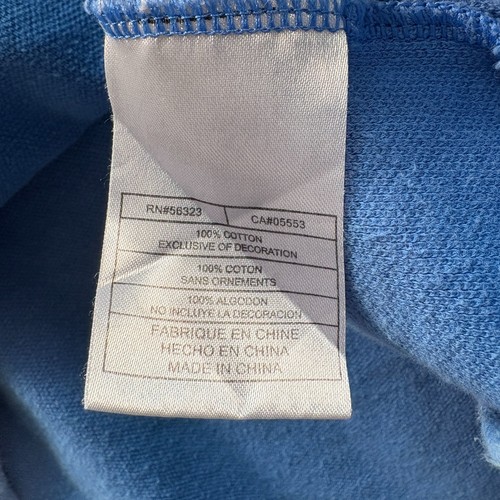 RN#56323 CA#05553
100% COTTON
EXCLUSIVE OF DECORATION
100% COTON
SANS ORNEMENTS
100% ALGODON
NO INCLUYE LA DECORACION
FABRIQUE EN CHINE
HECHO EN CHINA
MADE IN CHINA